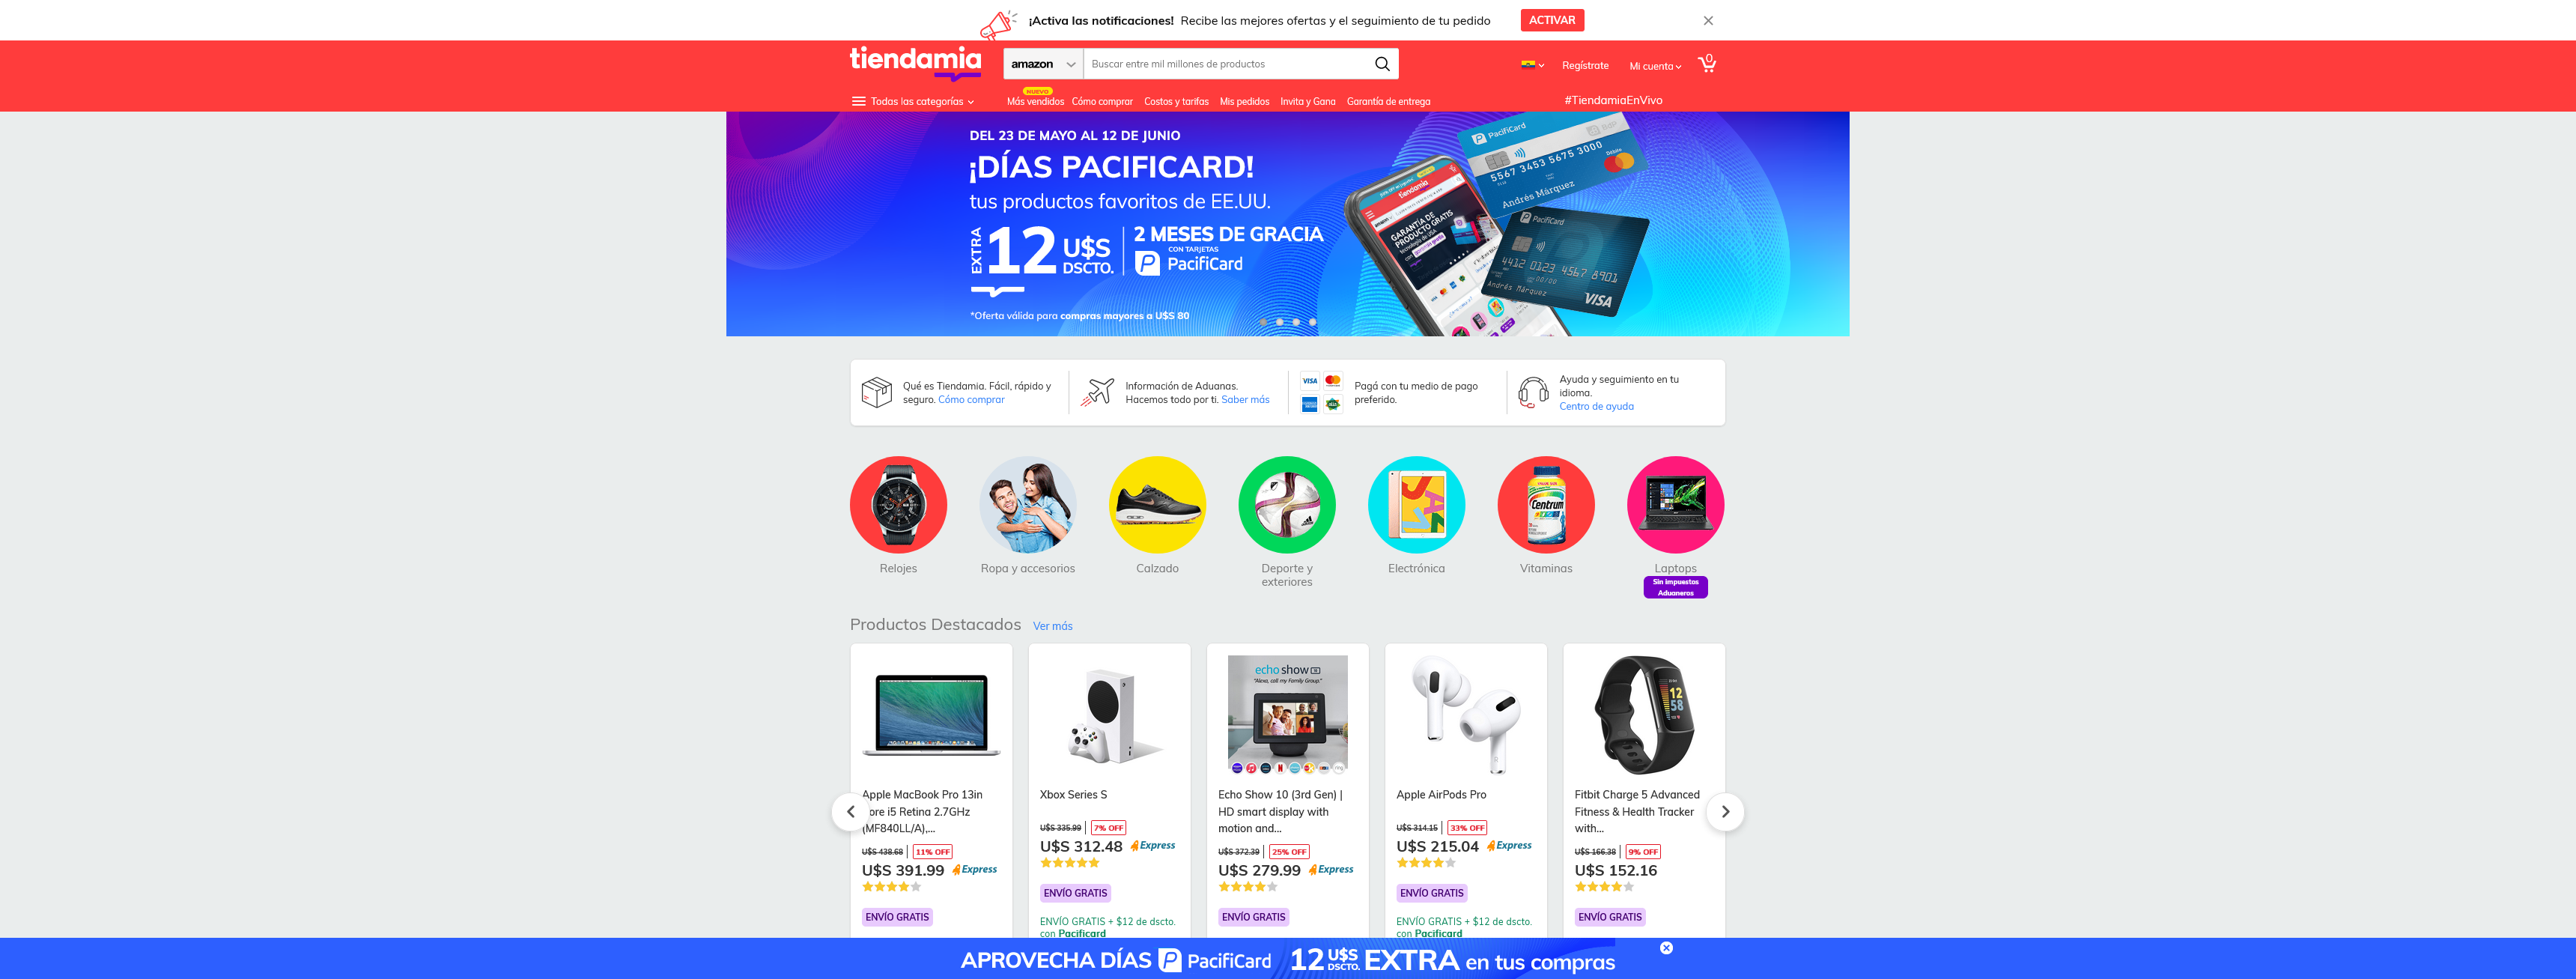 ¡Activa las notificaciones! Recibe las mejores ofertas y el seguimiento de tu pedido ACTIVAR
tiendamia amazon Buscar entre mil millones de productos Regístrate Mi cuenta 0
NUEVO
Todas las categorías Más vendidos Cómo comprar Costos y tarifas Mis pedidos Invita y Gana Garantía de entrega #TiendamiaEnVivo
DEL 23 DE MAYO AL 12 DE JUNIO
¡DÍAS PACIFICARD!
tus productos favoritos de EE.UU.
EXTRA 12 U$S DSCTO. 2 MESES DE GRACIA
CON TARJETAS
PacifiCard
*Oferta válida para compras mayores a U$S 80
PacifiCard
Débito
5567 3453 5675 3000
Andrés Márquez
PacifiCard
4412 0123 4567 8901
Andrés Márquez
VISA
tiendamia
GARANTÍA DE
PRODUCTO GRATIS
Qué es Tiendamia. Fácil, rápido y
seguro. Cómo comprar
Información de Aduanas.
Hacemos todo por ti. Saber más
VISA
Pagá con tu medio de pago
preferido.
Ayuda y seguimiento en tu
idioma.
Centro de ayuda
Centrum
Relojes
Ropa y accesorios
Calzado
Deporte y
exteriores
Electrónica
Vitaminas
Laptops
Sin impuestos
Aduaneros
Productos Destacados Ver más
Apple MacBook Pro 13in
Core i5 Retina 2.7GHz
(MF840LL/A),...
U$S 438.68 11% OFF
U$S 391.99 Express
ENVÍO GRATIS
Xbox Series S
U$S 335.99 7% OFF
U$S 312.48 Express
ENVÍO GRATIS
ENVÍO GRATIS + $12 de dscto.
con Pacificard
echo show 10
"Alexa, call my Family Group."
Echo Show 10 (3rd Gen) |
HD smart display with
motion and...
U$S 372.39 25% OFF
U$S 279.99 Express
ENVÍO GRATIS
Apple AirPods Pro
U$S 314.15 33% OFF
U$S 215.04 Express
ENVÍO GRATIS
ENVÍO GRATIS + $12 de dscto.
con Pacificard
12
58
Fitbit Charge 5 Advanced
Fitness & Health Tracker
with...
U$S 166.38 9% OFF
U$S 152.16
ENVÍO GRATIS
APROVECHA DÍAS PacifiCard 12 U$S DSCTO. EXTRA en tus compras